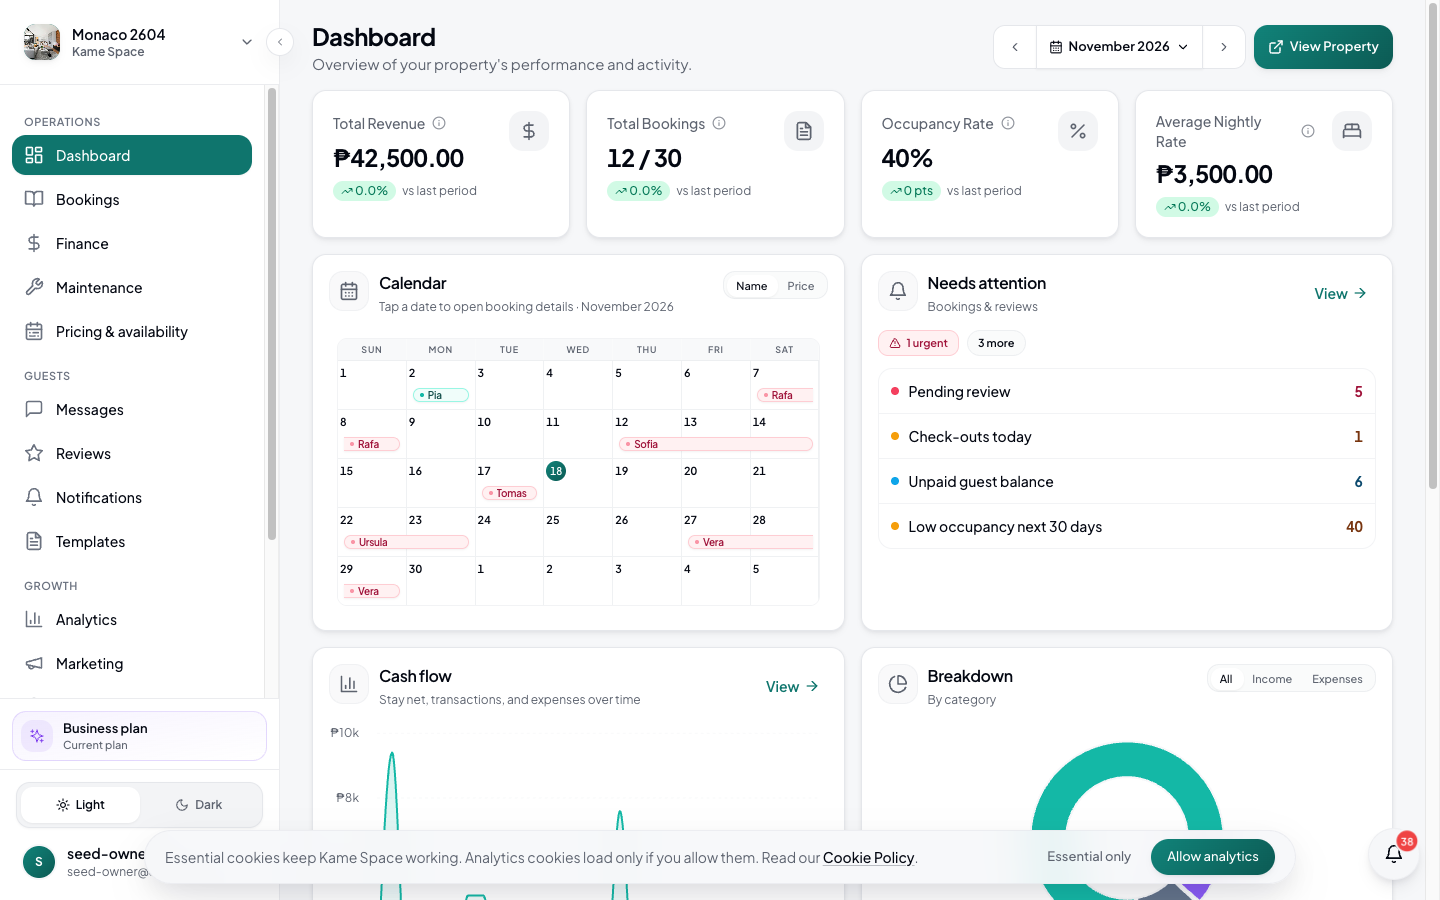 Monaco 2604
Kame Space
OPERATIONS
Dashboard
Bookings
Finance
Maintenance
Pricing & availability
GUESTS
Messages
Reviews
Notifications
Templates
GROWTH
Analytics
Marketing
Business plan
Current plan
Light
Dark
S
seed-owne
seed-owner@
Dashboard
Overview of your property's performance and activity.
November 2026
View Property
Total Revenue
₱42,500.00
0.0% vs last period
Total Bookings
12 / 30
0.0% vs last period
Occupancy Rate
40%
0 pts vs last period
Average Nightly
Rate
₱3,500.00
0.0% vs last period
Calendar
Tap a date to open booking details · November 2026
Name Price
SUN MON TUE WED THU FRI SAT
1 2 3 4 5 6 7
Pia Rafa
8 9 10 11 12 13 14
Rafa Sofia
15 16 17 18 19 20 21
Tomas
22 23 24 25 26 27 28
Ursula Vera
29 30 1 2 3 4 5
Vera
Needs attention
Bookings & reviews
View
1 urgent 3 more
Pending review 5
Check-outs today 1
Unpaid guest balance 6
Low occupancy next 30 days 40
Cash flow
Stay net, transactions, and expenses over time
View
₱10k
₱8k
Breakdown
By category
All Income Expenses
Essential cookies keep Kame Space working. Analytics cookies load only if you allow them. Read our Cookie Policy.
Essential only
Allow analytics
38